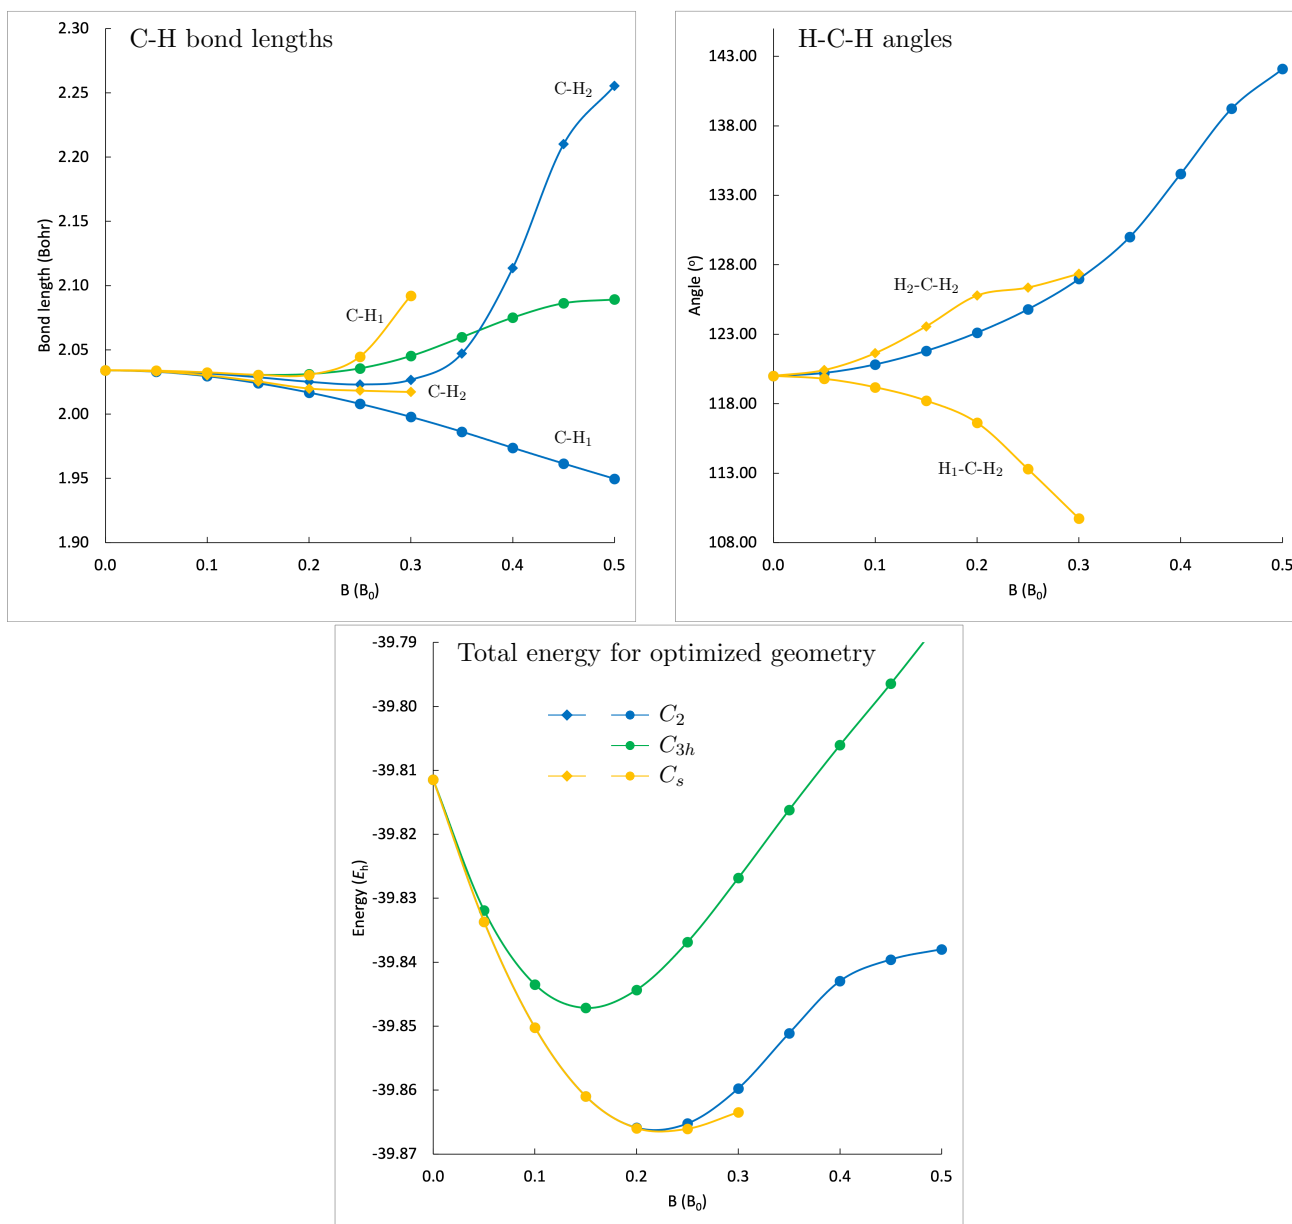 C-H bond lengths
2.30
2.25
2.20
2.15
2.10
2.05
2.00
1.95
1.90
Bond length (Bohr)
C-H₂
C-H₁
C-H₂
C-H₁
0.0 0.1 0.2 0.3 0.4 0.5
B (B₀)
H-C-H angles
143.00
138.00
133.00
128.00
123.00
118.00
113.00
108.00
Angle (°)
H₂-C-H₂
H₁-C-H₂
0.0 0.1 0.2 0.3 0.4 0.5
B (B₀)
Total energy for optimized geometry
-39.79
-39.80
-39.81
-39.82
-39.83
-39.84
-39.85
-39.86
-39.87
Energy (Eₕ)
C₂
C₃ₕ
Cₛ
0.0 0.1 0.2 0.3 0.4 0.5
B (B₀)